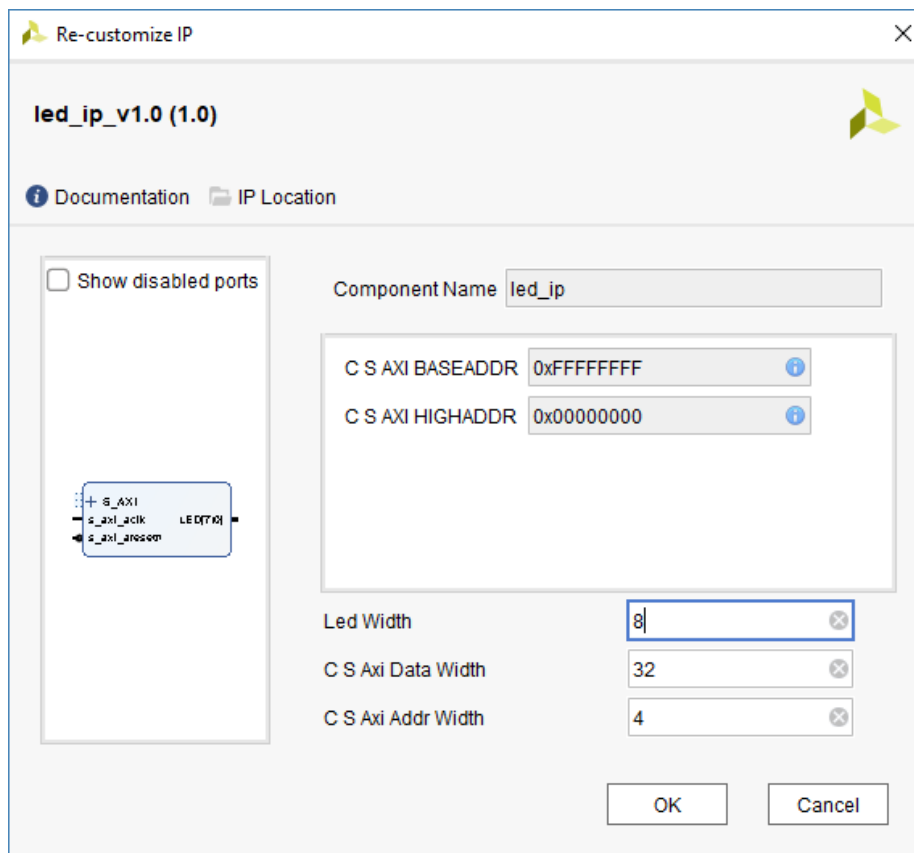 Re-customize IP
led_ip_v1.0 (1.0)
Documentation IP Location
Show disabled ports
Component Name led_ip
C S AXI BASEADDR 0xFFFFFFFF
C S AXI HIGHADDR 0x00000000
S_AXI
s_axi_aclk LED[7:0]
s_axi_aresetn
Led Width 8
C S Axi Data Width 32
C S Axi Addr Width 4
OK Cancel